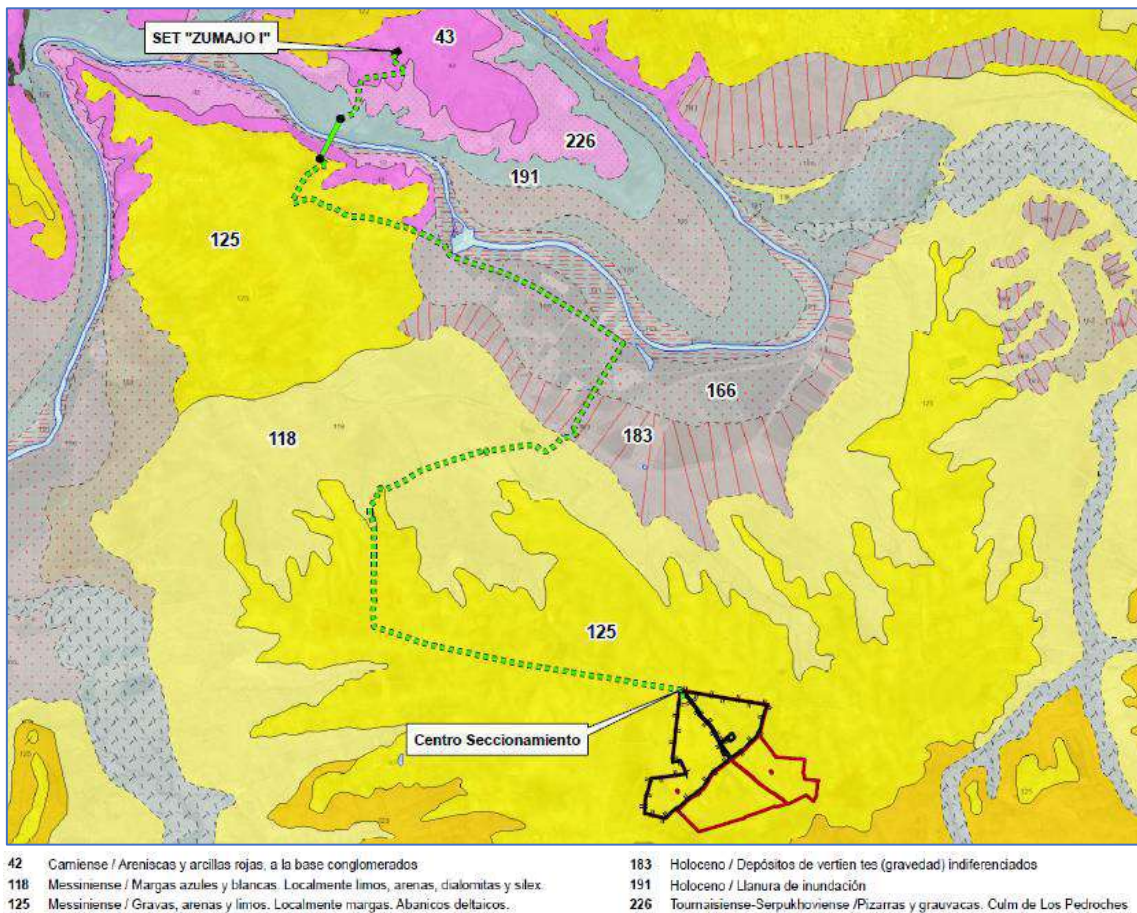 SET "ZUMAJO I"
43
226
191
125
166
118
183
125
Centro Seccionamiento
42 Carniense / Areniscas y arcillas rojas, a la base conglomerados
118 Messiniense / Margas azules y blancas. Localmente limos, arenas, dialomitas y silex.
125 Messiniense / Gravas, arenas y limos. Localmente margas. Abanicos deltaicos.
183 Holoceno / Depósitos de vertien tes (gravedad) indiferenciados
191 Holoceno / Llanura de inundación
226 Tournaisiense-Serpukhoviense /Pizarras y grauvacas. Culm de Los Pedroches